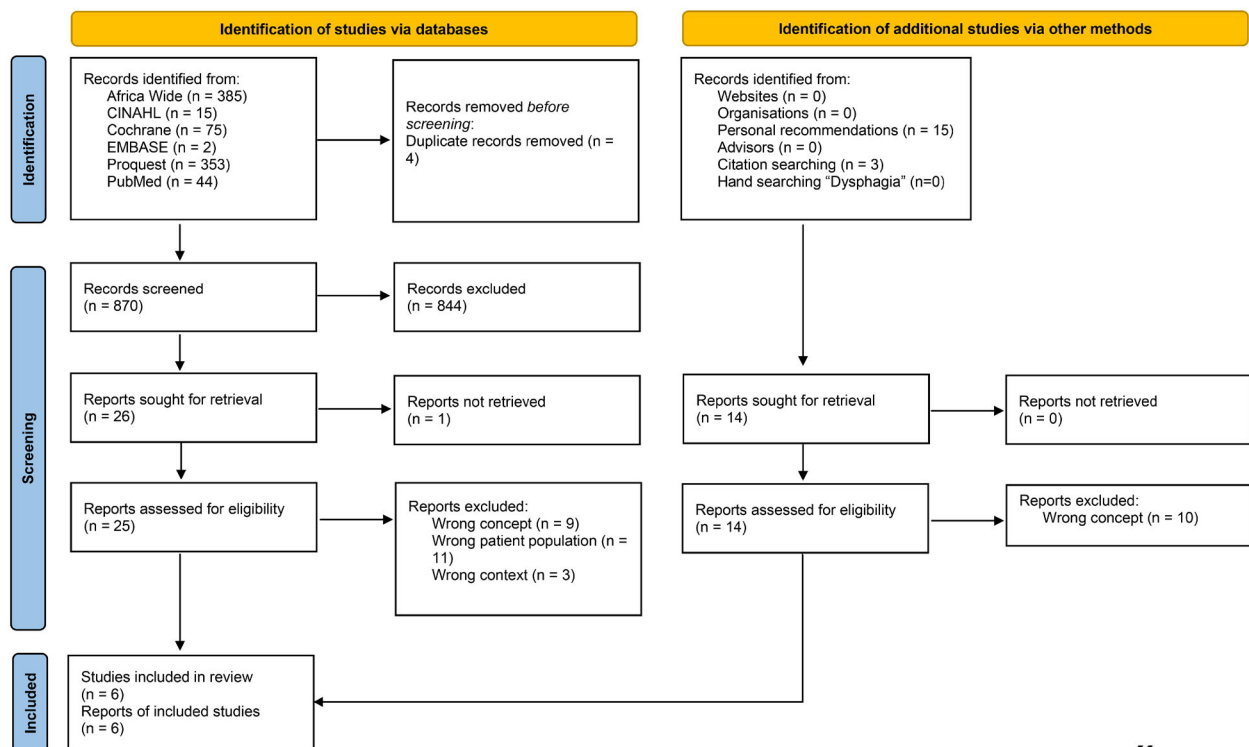 Identification of studies via databases
Identification of additional studies via other methods
Identification
Records identified from:
Africa Wide (n = 385)
CINAHL (n = 15)
Cochrane = 75)
EMBASE (n = 2)
Proquest (n = 353)
PubMed (n = 44)
Records removed before
screening:
Duplicate records removed (n =
4)
Records identified from:
Websites (n = 0)
Organisations (n = 0)
Personal recommendations (n = 15)
Advisors (n = 0)
Citation searching (n = 3)
Hand searching “Dysphagia” (n=0)
Screening
Records screened
(n = 870)
Records excluded
(n = 844)
Reports sought for retrieval
(n = 26)
Reports not retrieved
(n = 1)
Reports sought for retrieval
(n = 14)
Reports not retrieved
(n = 0)
Reports assessed for eligibility
(n = 25)
Reports excluded:
Wrong concept (n = 9)
Wrong patient population (n =
11)
Wrong context (n = 3)
Reports assessed for eligibility
(n = 14)
Reports excluded:
Wrong concept (n = 10)
Included
Studies included in review
(n = 6)
Reports of included studies
(n = 6)